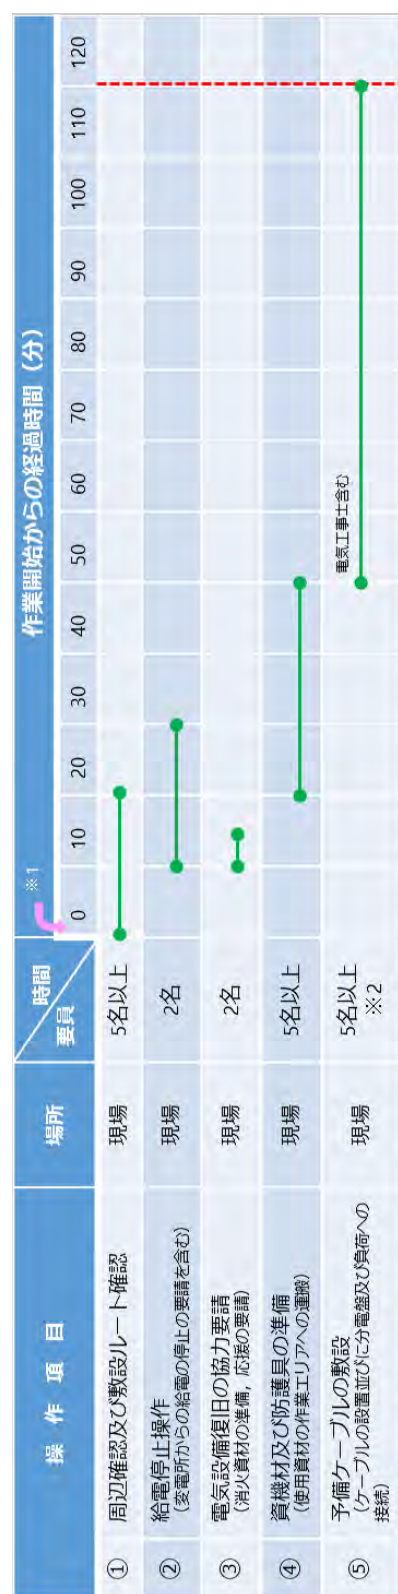 操 作 項 目
場所
時間
要員
作業開始からの経過時間（分）
※１
0 10 20 30 40 50 60 70 80 90 100 110 120
① 周辺確認及び敷設ルート確認 現場 5名以上
② 給電停止操作
（変電所からの給電の停止の要請を含む） 現場 2名
③ 電気設備復旧の協力要請
（消火資材の準備，応援の要請） 現場 2名
④ 資機材及び防護具の準備
（使用資材の作業エリアへの運搬） 現場 5名以上
⑤ 予備ケーブルの敷設
（ケーブルの設置並びに分電盤及び負荷への
接続） 現場 5名以上
※２
電気工事士含む